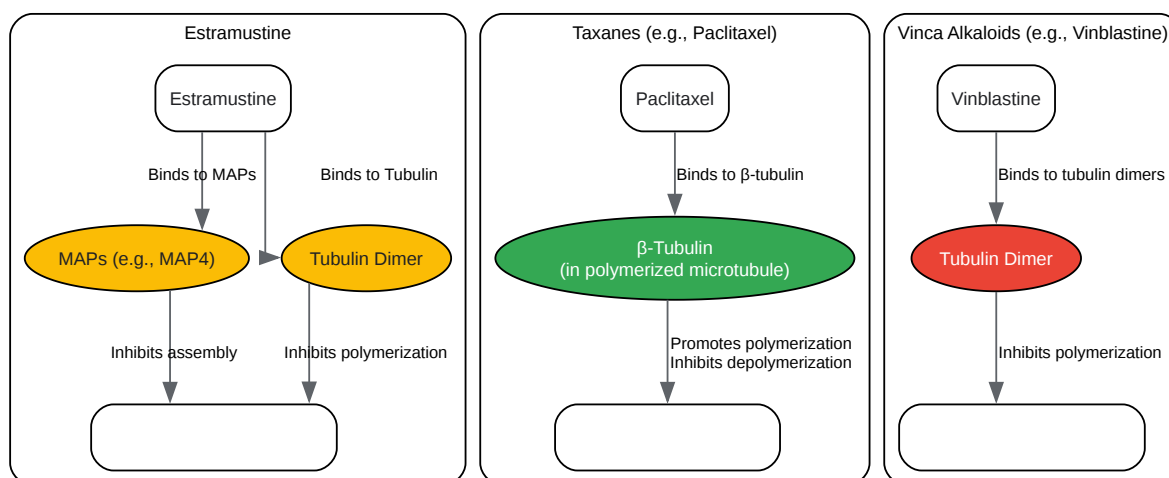 Estramustine
Estramustine
Binds to MAPs
Binds to Tubulin
MAPs (e.g., MAP4)
Tubulin Dimer
Inhibits assembly
Inhibits polymerization
Taxanes (e.g., Paclitaxel)
Paclitaxel
Binds to β-tubulin
β-Tubulin
(in polymerized microtubule)
Promotes polymerization
Inhibits depolymerization
Vinca Alkaloids (e.g., Vinblastine)
Vinblastine
Binds to tubulin dimers
Tubulin Dimer
Inhibits polymerization